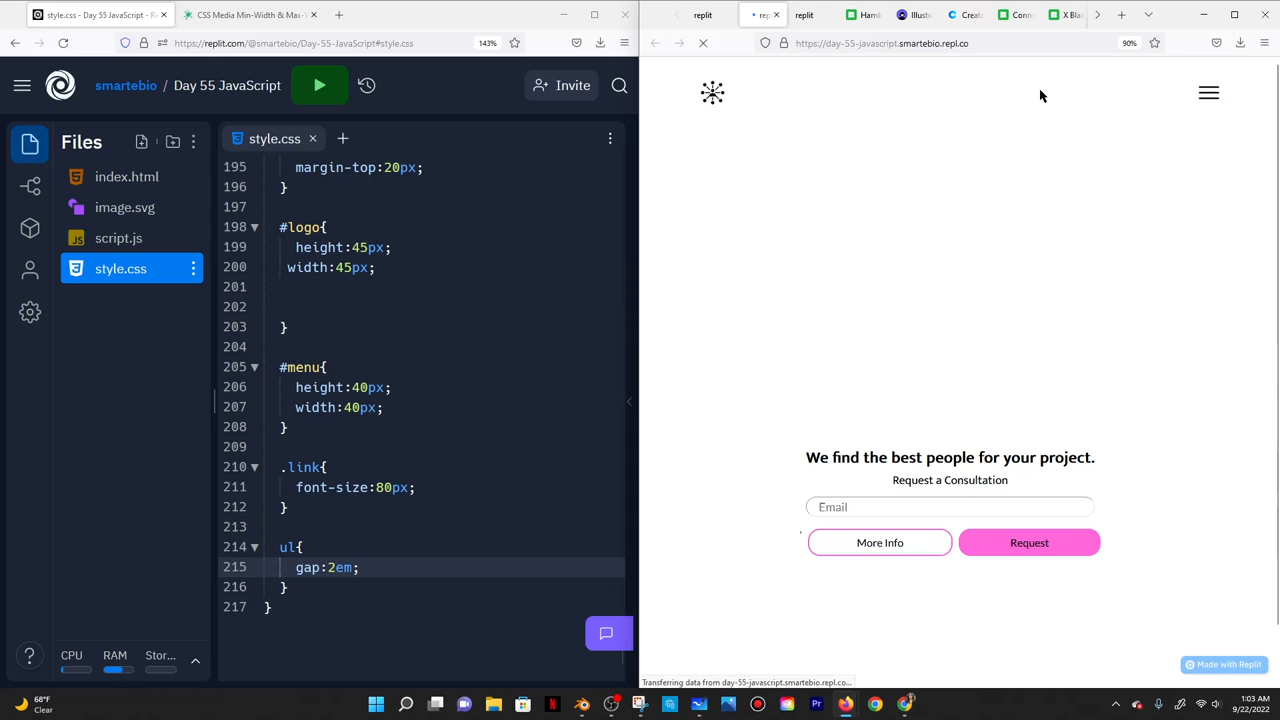 style.css - Day 55 JavaScript - R
CSS Media Min-Width & Max-
https://replit.com/@smartebio/Day-55-Javascript#style.css
143%
smartebio / Day 55 JavaScript
Invite
Files
index.html
image.svg
script.js
style.css
CPU
RAM
Stor...
style.css
195 margin-top:20px;
196 }
197
198 #logo{
199 height:45px;
200 width:45px;
201
202
203 }
204
205 #menu{
206 height:40px;
207 width:40px;
208 }
209
210 .link{
211 font-size:80px;
212 }
213
214 ul{
215 gap:2em;
216 }
217 }
replit
rep
replit
Hamb
Illustr
Create
Conn
X Blac
https://day-55-javascript.smartebio.repl.co
90%
We find the best people for your project.
Request a Consultation
Email
More Info
Request
Made with Replit
Transferring data from day-55-javascript.smartebio.repl.co...
68°F
Clear
1:03 AM
9/22/2022